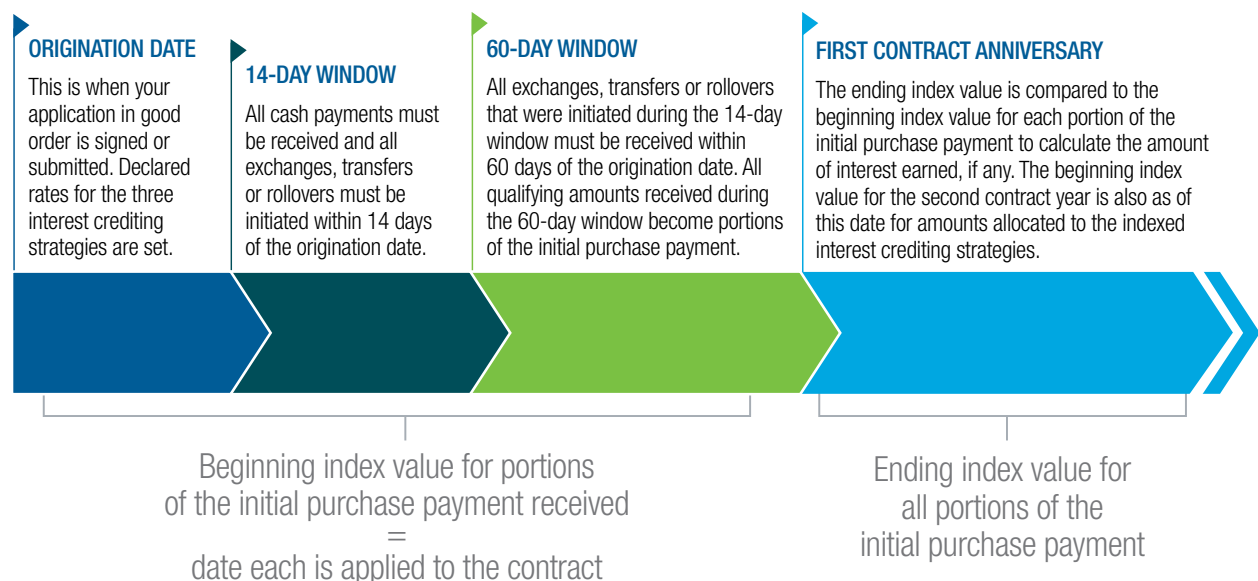 ORIGINATION DATE
This is when your
application in good
order is signed or
submitted. Declared
rates for the three
interest crediting
strategies are set.
14-DAY WINDOW
All cash payments must
be received and all
exchanges, transfers
or rollovers must be
initiated within 14 days
of the origination date.
60-DAY WINDOW
All exchanges, transfers or rollovers
that were initiated during the 14-day
window must be received within
60 days of the origination date. All
qualifying amounts received during
the 60-day window become portions
of the initial purchase payment.
FIRST CONTRACT ANNIVERSARY
The ending index value is compared to the
beginning index value for each portion of the
initial purchase payment to calculate the amount
of interest earned, if any. The beginning index
value for the second contract year is also as of
this date for amounts allocated to the indexed
interest crediting strategies.
Beginning index value for portions
of the initial purchase payment received
=
date each is applied to the contract
Ending index value for
all portions of the
initial purchase payment